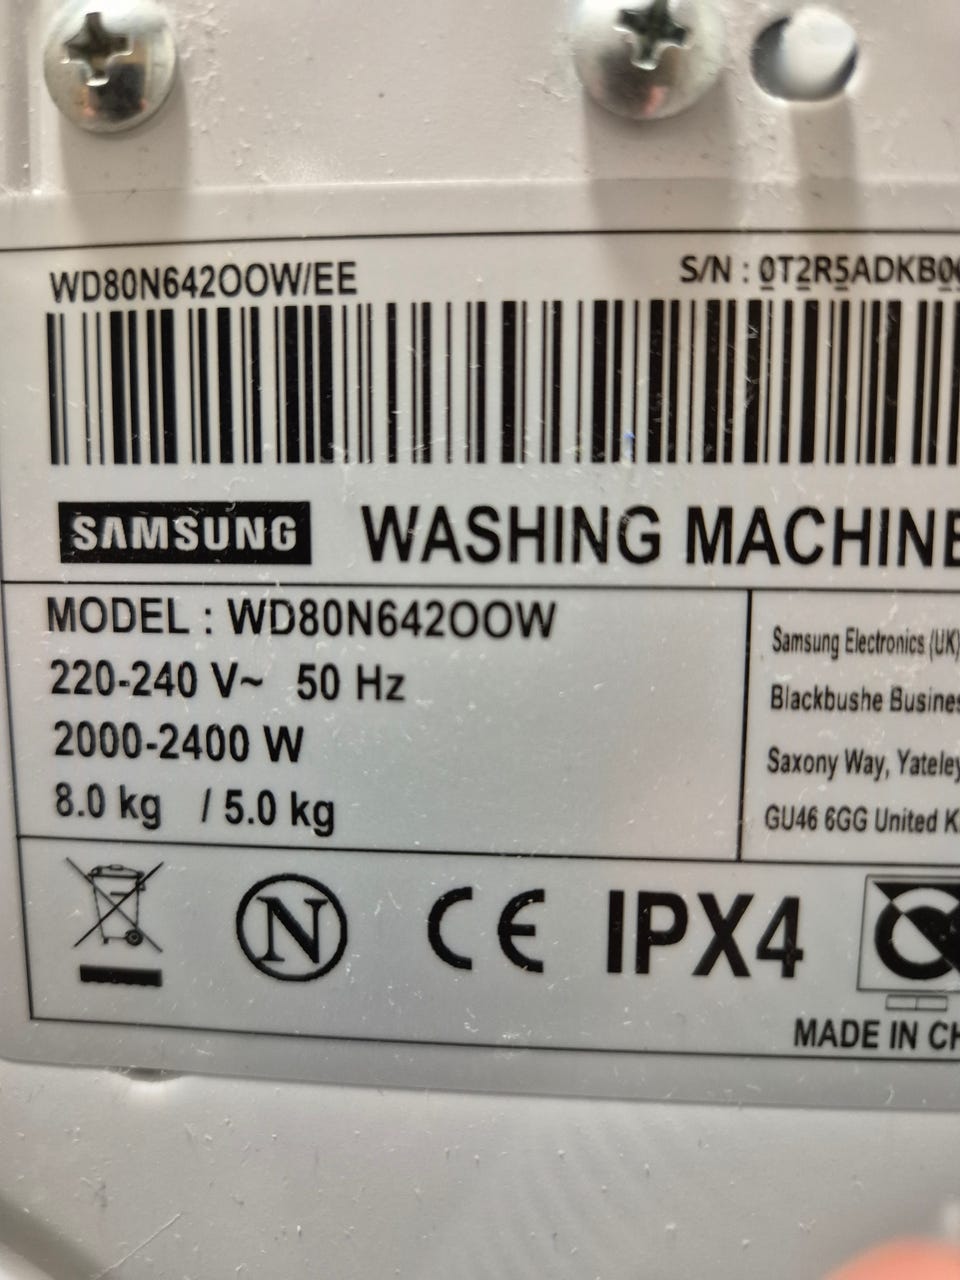 WD80N642OOW/EE
S/N : 0T2R5ADKB0
SAMSUNG WASHING MACHINE
MODEL : WD80N642OOW
220-240 V~ 50 Hz
2000-2400 W
8.0 kg / 5.0 kg
Samsung Electronics (UK)
Blackbushe Busines
Saxony Way, Yateley
GU46 6GG United K
N CE IPX4
MADE IN CH